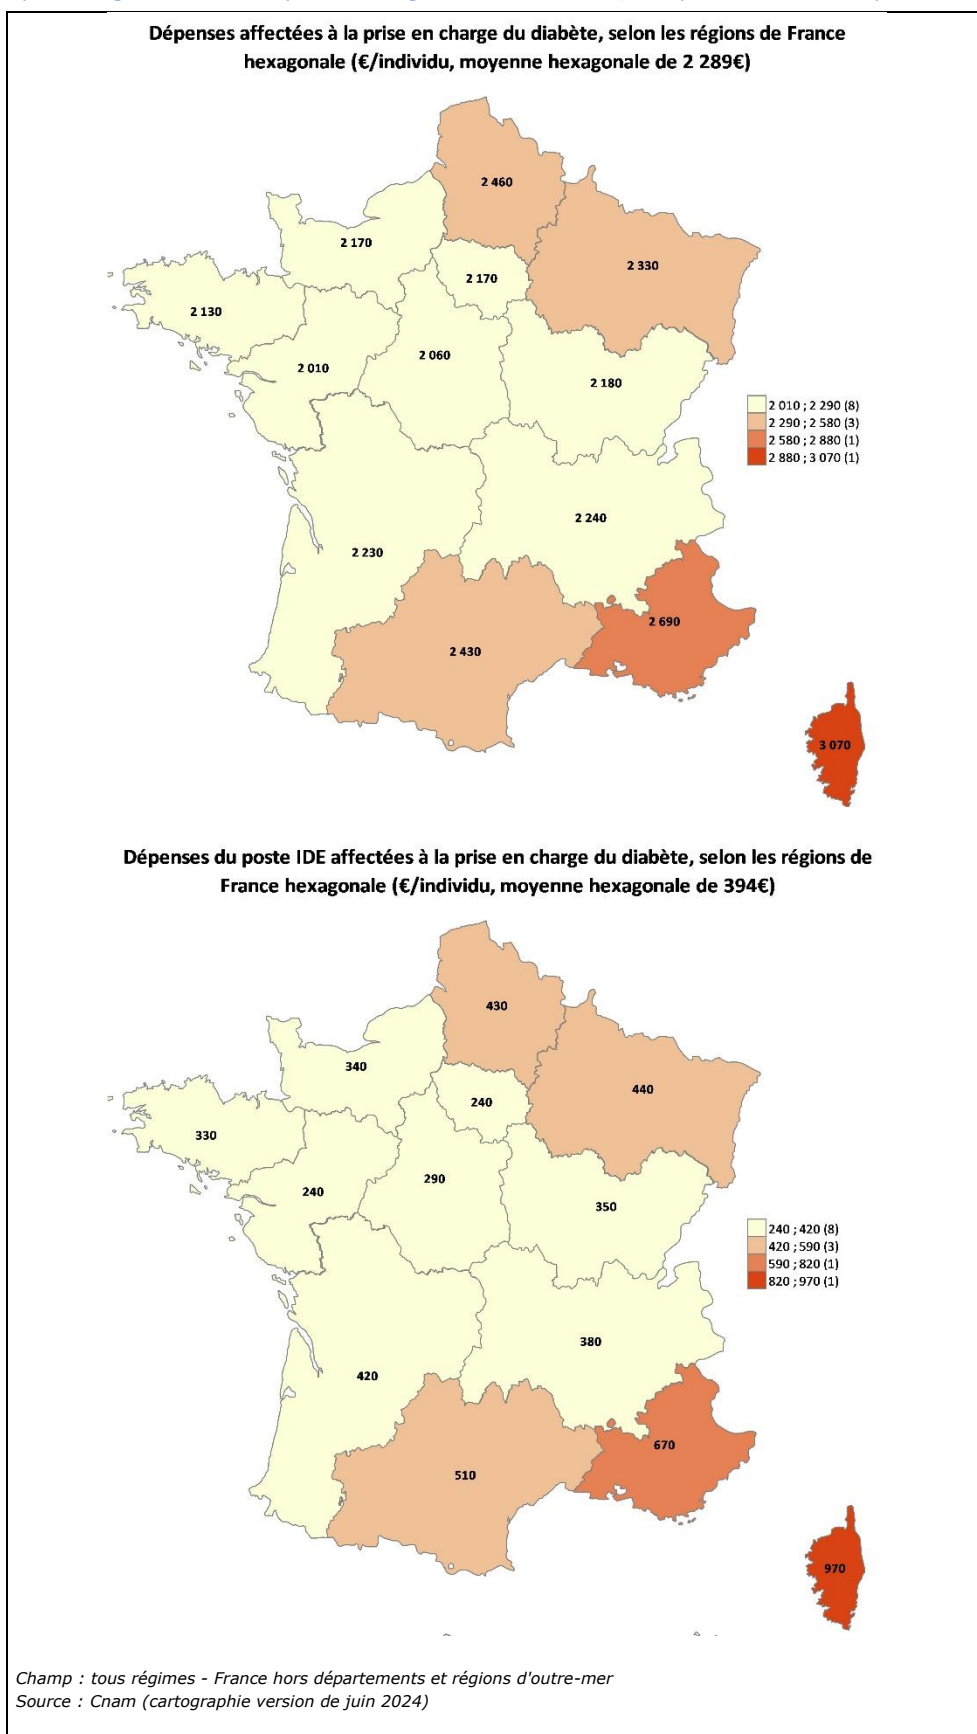 Dépenses affectées à la prise en charge du diabète, selon les régions de France
hexagonale (€/individu, moyenne hexagonale de 2 289€)
2 460
2 170
2 330
2 170
2 130
2 060
2 010
2 180
2 010 ; 2 290 (8)
2 290 ; 2 580 (3)
2 580 ; 2 880 (1)
2 880 ; 3 070 (1)
2 240
2 230
2 690
2 430
3 070
Dépenses du poste IDE affectées à la prise en charge du diabète, selon les régions de
France hexagonale (€/individu, moyenne hexagonale de 394€)
430
340
440
240
330
290
240
350
240 ; 420 (8)
420 ; 590 (3)
590 ; 820 (1)
820 ; 970 (1)
380
420
670
510
970
Champ : tous régimes - France hors départements et régions d'outre-mer
Source : Cnam (cartographie version de juin 2024)